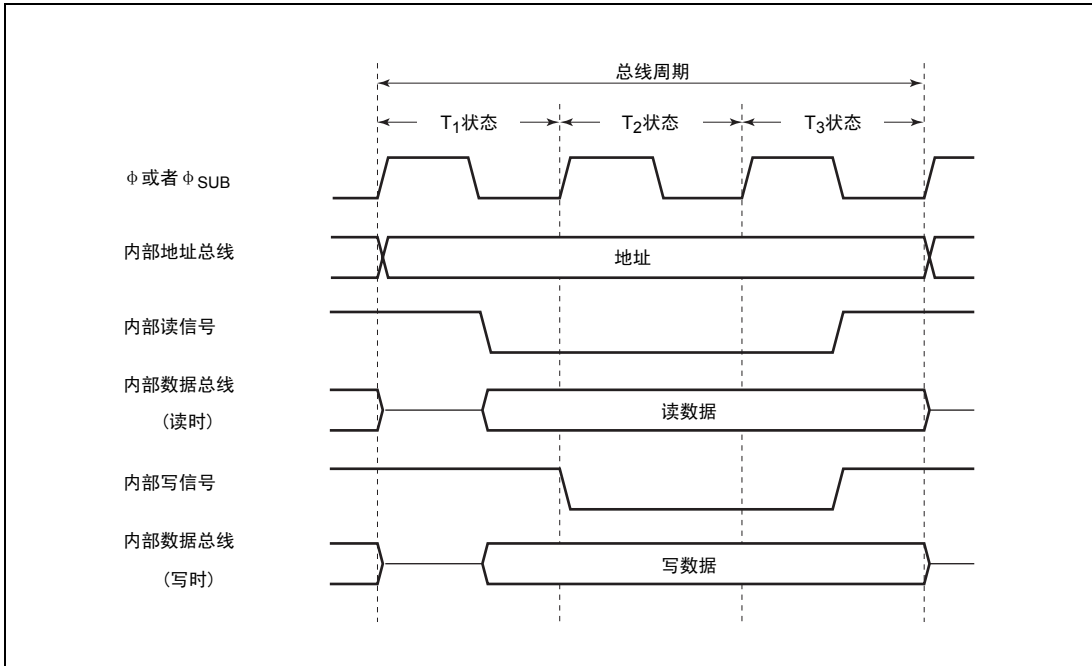 总线周期
T1状态
T2状态
T3状态
φ或者φSUB
内部地址总线
地址
内部读信号
内部数据总线
(读时)
读数据
内部写信号
内部数据总线
(写时)
写数据